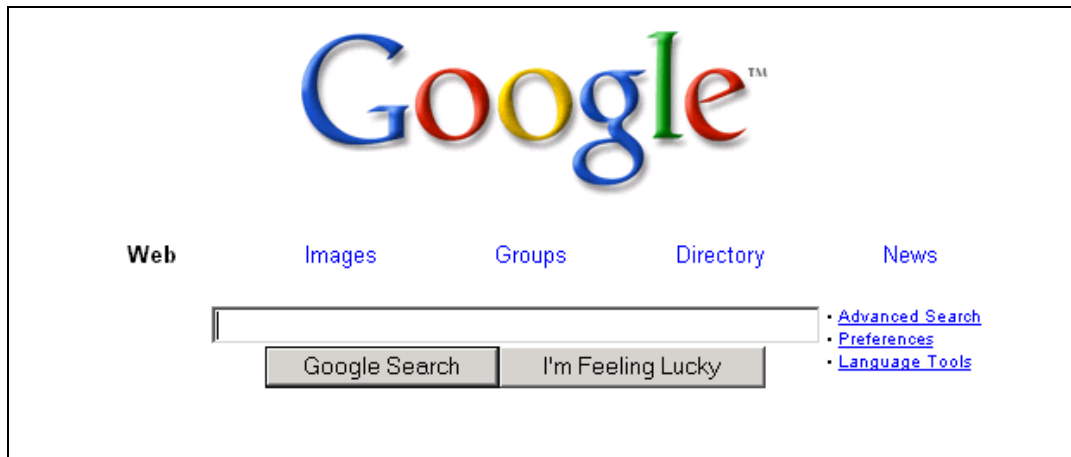 Google™
Web Images Groups Directory News
• Advanced Search
• Preferences
• Language Tools
Google Search I'm Feeling Lucky